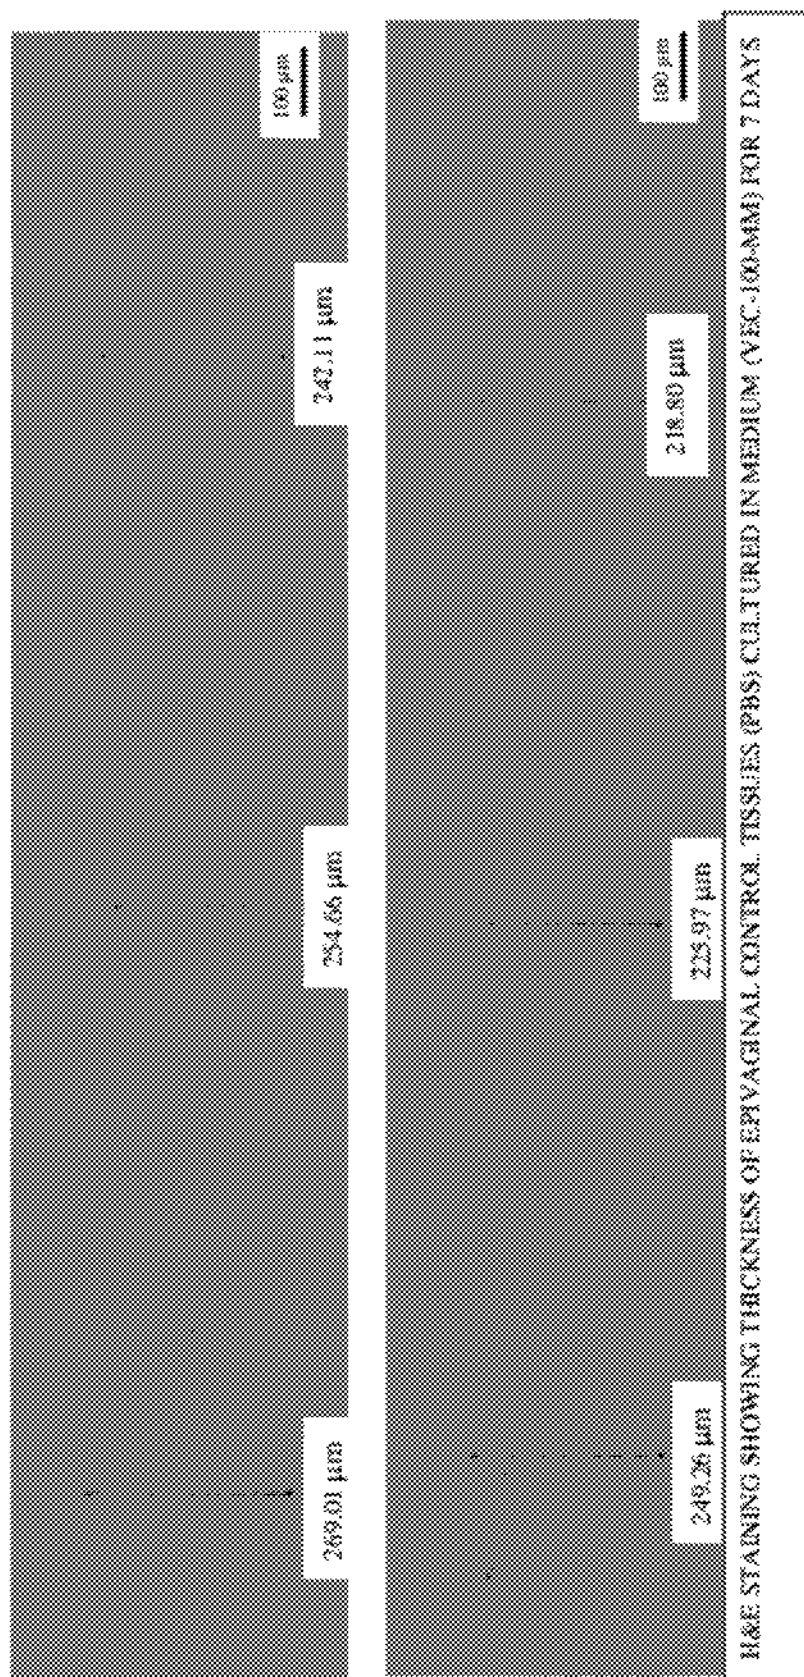 100 µm
269.01 µm
254.66 µm
242.11 µm
100 µm
249.26 µm
225.97 µm
218.80 µm
H&E STAINING SHOWING THICKNESS OF EPIVAGINAL CONTROL TISSUES (PBS) CULTURED IN MEDIUM (VEC-100-MM) FOR 7 DAYS